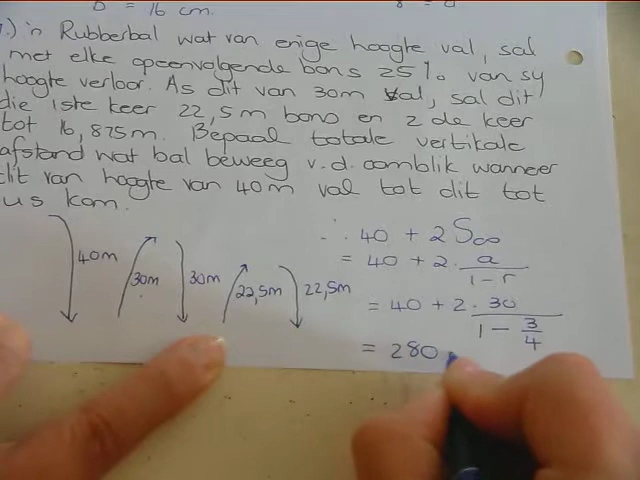 b = 16 cm.
.) 'n Rubberbal wat van enige hoogte val, sal
met elke opeenvolgende bons 25% van sy
hoogte verloor. As dit van 30m val, sal dit
die 1ste keer 22,5m bons en 2de keer
tot 16,875m. Bepaal totale vertikale
afstand wat bal beweeg v.d. oomblik wanneer
dit van hoogte van 40m val tot dit tot
us kom.
40m 30m 30m 22,5m 22,5m
∴ 40 + 2S∞
= 40 + 2 · a / 1 - r
= 40 + 2 · 30 / 1 - 3/4
= 280